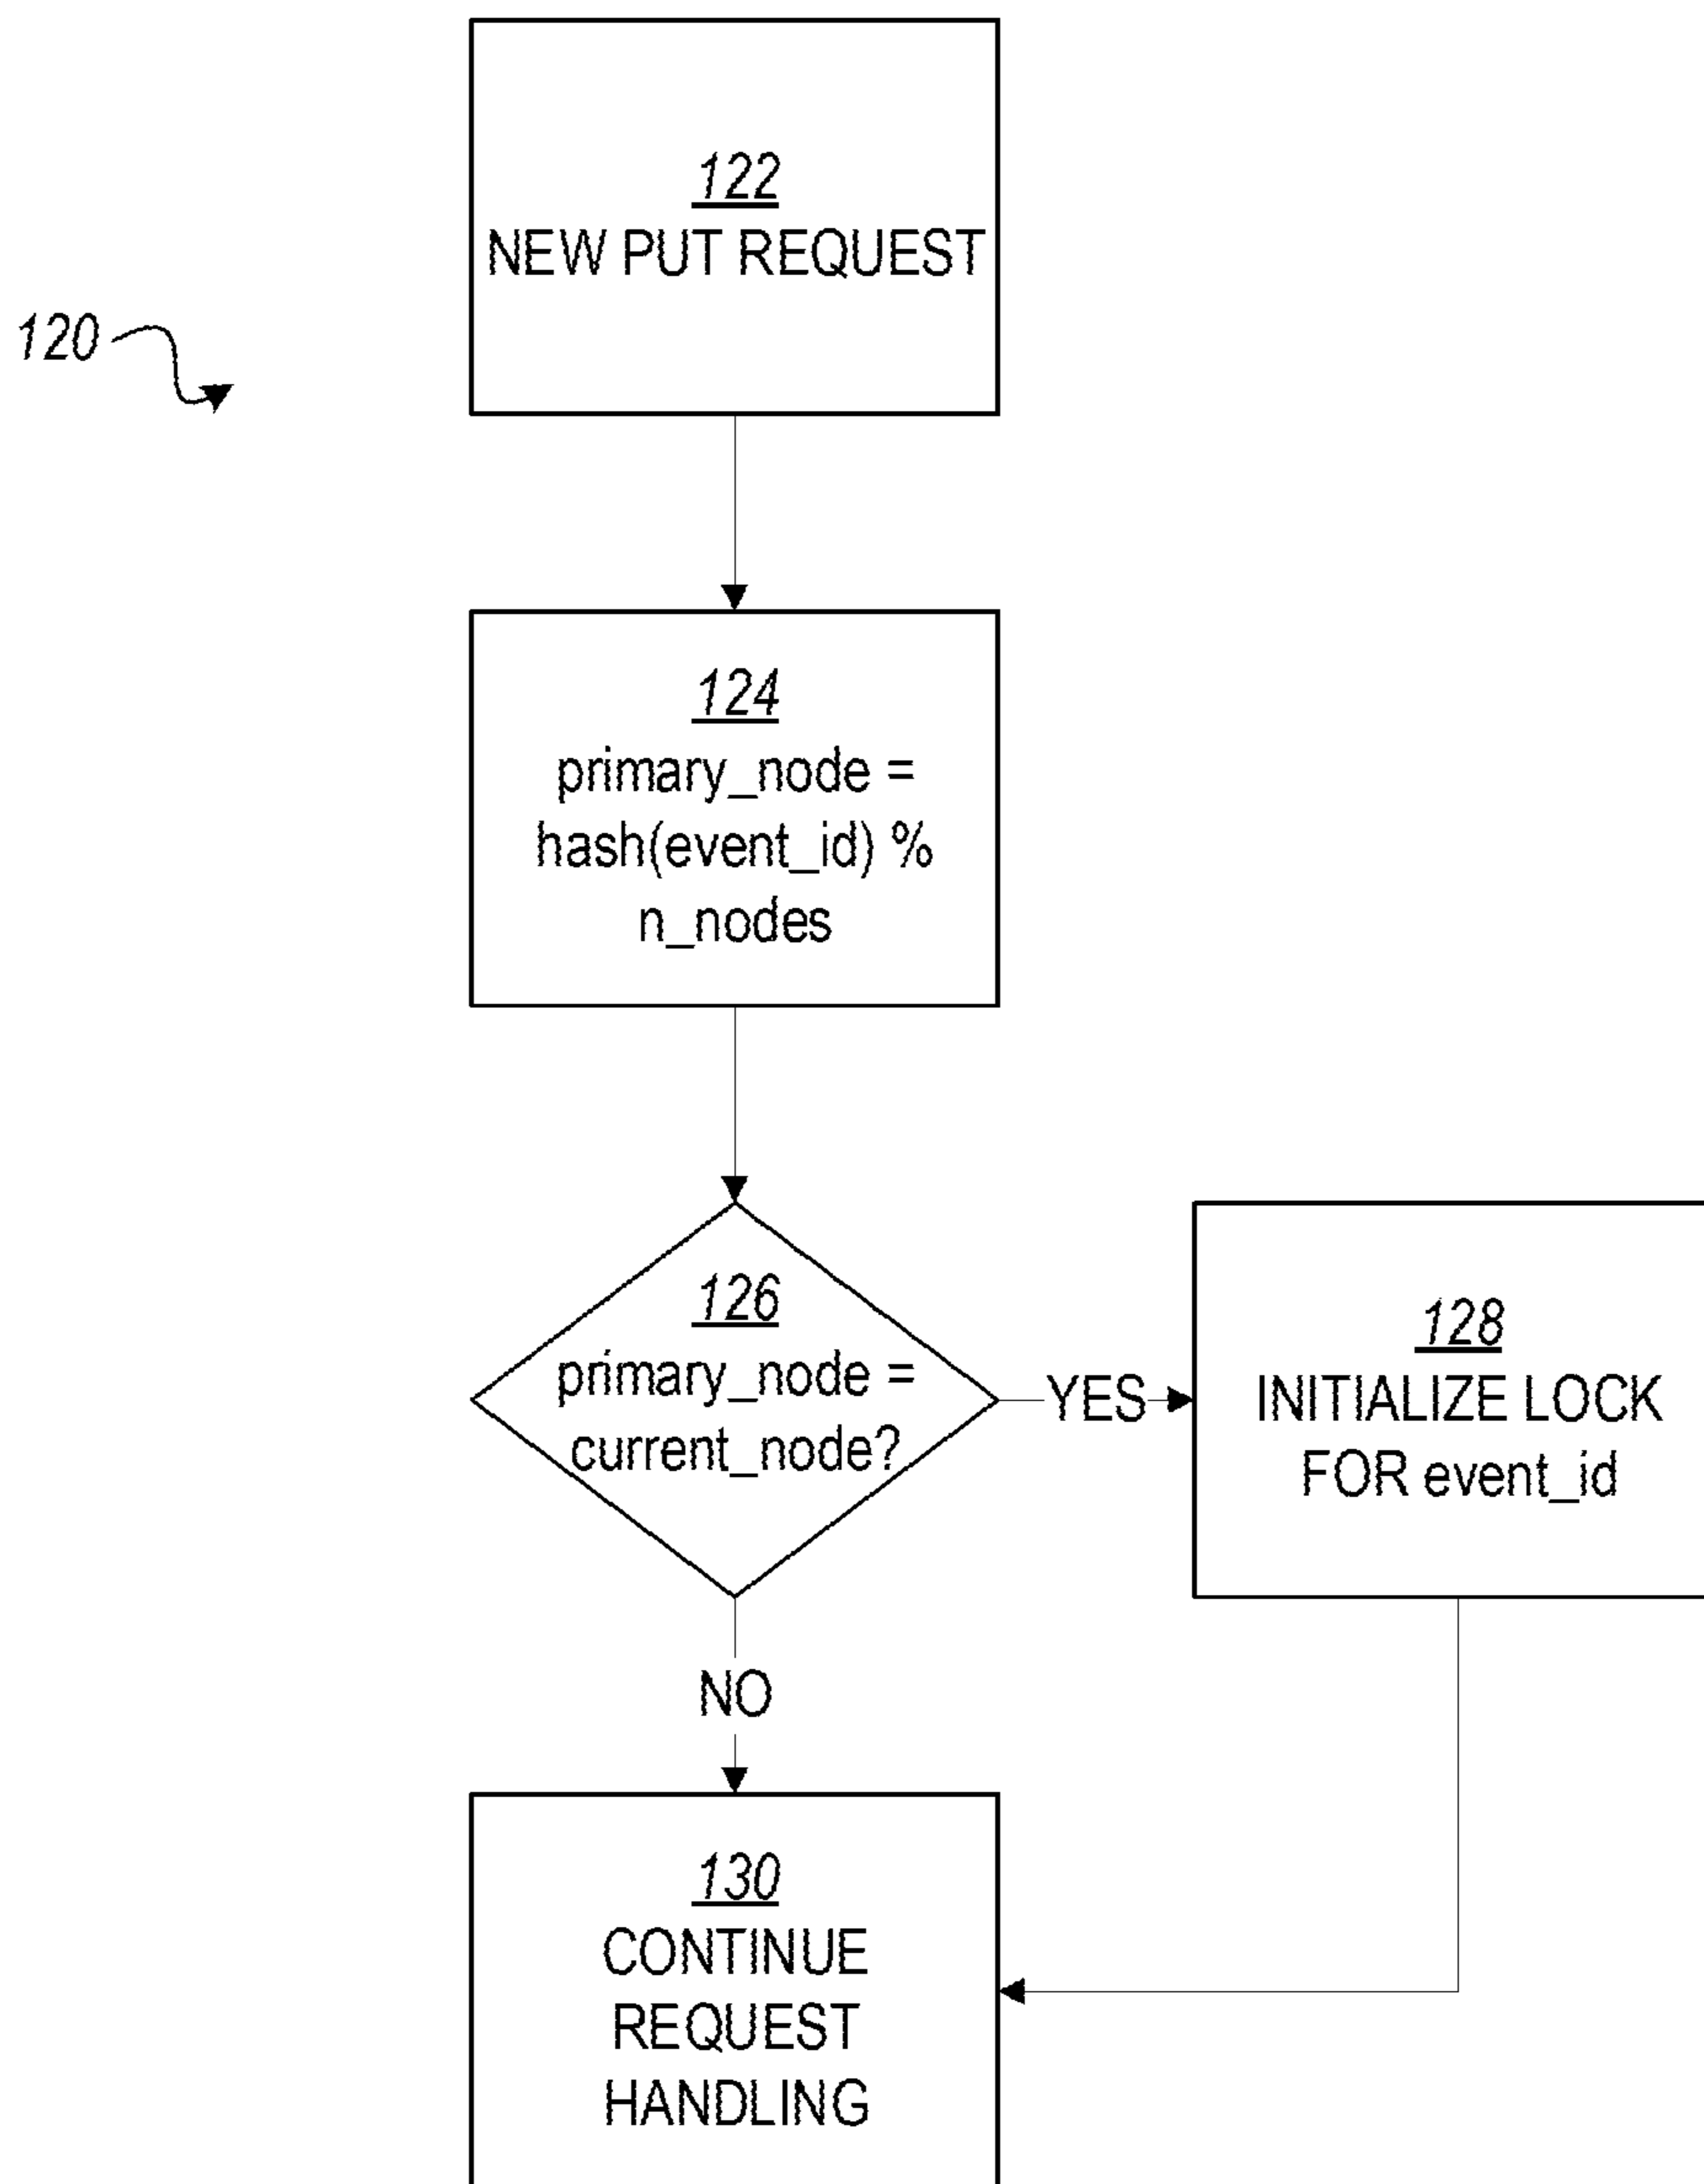 122
NEW PUT REQUEST
120
124
primary_node =
hash(event_id) %
n_nodes
126
primary_node =
current_node?
YES
128
INITIALIZE LOCK
FOR event_id
NO
130
CONTINUE
REQUEST
HANDLING